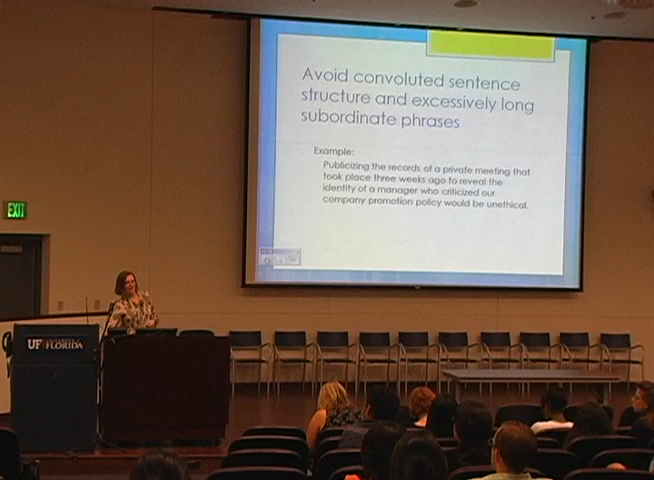 Avoid convoluted sentence
structure and excessively long
subordinate phrases
Example:
Publicizing the records of a private meeting that
took place three weeks ago to reveal the
identity of a manager who criticized our
company promotion policy would be unethical.
EXIT
UF
FLORIDA